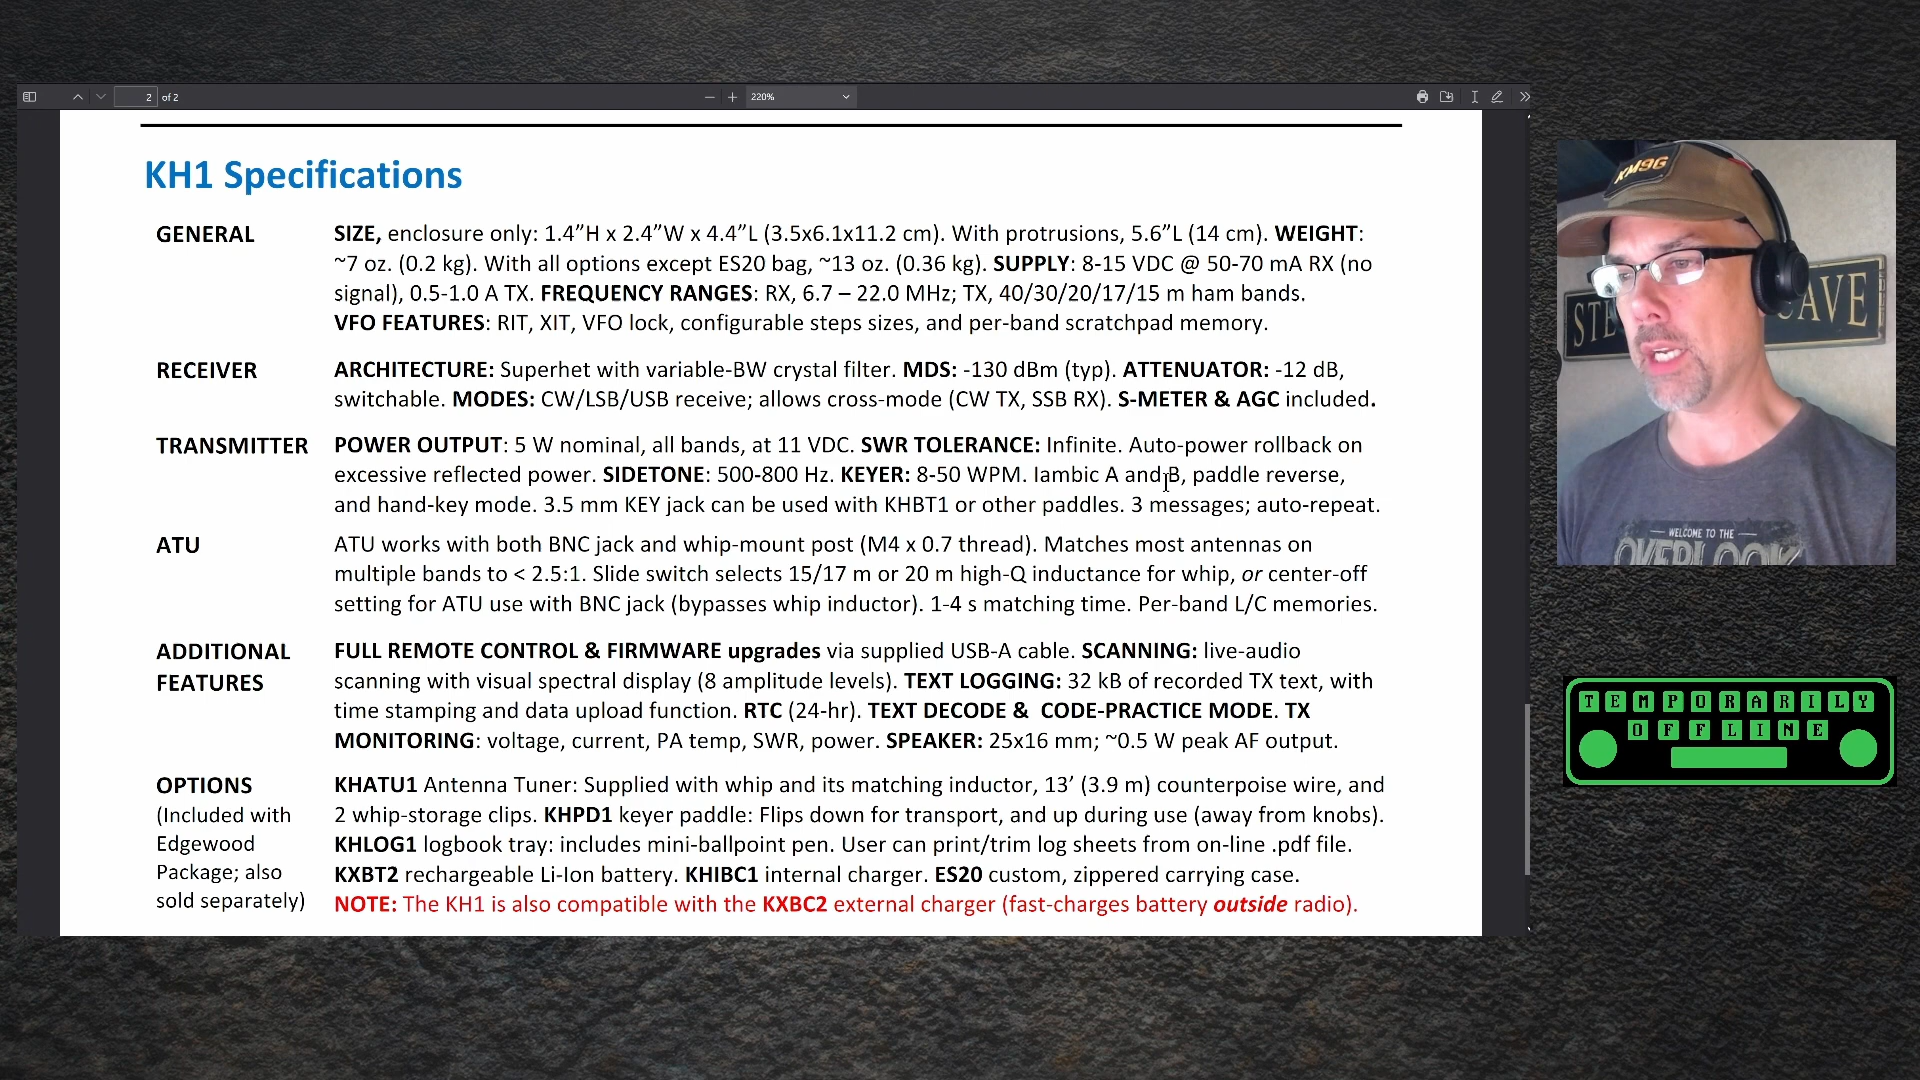 2 of 2
220%
KH1 Specifications
GENERAL
SIZE, enclosure only: 1.4”H x 2.4”W x 4.4”L (3.5x6.1x11.2 cm). With protrusions, 5.6”L (14 cm). WEIGHT:
~7 oz. (0.2 kg). With all options except ES20 bag, ~13 oz. (0.36 kg). SUPPLY: 8-15 VDC @ 50-70 mA RX (no
signal), 0.5-1.0 A TX. FREQUENCY RANGES: RX, 6.7 – 22.0 MHz; TX, 40/30/20/17/15 m ham bands.
VFO FEATURES: RIT, XIT, VFO lock, configurable steps sizes, and per-band scratchpad memory.
RECEIVER
ARCHITECTURE: Superhet with variable-BW crystal filter. MDS: -130 dBm (typ). ATTENUATOR: -12 dB,
switchable. MODES: CW/LSB/USB receive; allows cross-mode (CW TX, SSB RX). S-METER & AGC included.
TRANSMITTER
POWER OUTPUT: 5 W nominal, all bands, at 11 VDC. SWR TOLERANCE: Infinite. Auto-power rollback on
excessive reflected power. SIDETONE: 500-800 Hz. KEYER: 8-50 WPM. Iambic A and B, paddle reverse,
and hand-key mode. 3.5 mm KEY jack can be used with KHBT1 or other paddles. 3 messages; auto-repeat.
ATU
ATU works with both BNC jack and whip-mount post (M4 x 0.7 thread). Matches most antennas on
multiple bands to < 2.5:1. Slide switch selects 15/17 m or 20 m high-Q inductance for whip, or center-off
setting for ATU use with BNC jack (bypasses whip inductor). 1-4 s matching time. Per-band L/C memories.
ADDITIONAL
FEATURES
FULL REMOTE CONTROL & FIRMWARE upgrades via supplied USB-A cable. SCANNING: live-audio
scanning with visual spectral display (8 amplitude levels). TEXT LOGGING: 32 kB of recorded TX text, with
time stamping and data upload function. RTC (24-hr). TEXT DECODE & CODE-PRACTICE MODE. TX
MONITORING: voltage, current, PA temp, SWR, power. SPEAKER: 25x16 mm; ~0.5 W peak AF output.
OPTIONS
(Included with
Edgewood
Package; also
sold separately)
KHATU1 Antenna Tuner: Supplied with whip and its matching inductor, 13’ (3.9 m) counterpoise wire, and
2 whip-storage clips. KHPD1 keyer paddle: Flips down for transport, and up during use (away from knobs).
KHLOG1 logbook tray: includes mini-ballpoint pen. User can print/trim log sheets from on-line .pdf file.
KXBT2 rechargeable Li-Ion battery. KHIBC1 internal charger. ES20 custom, zippered carrying case.
NOTE: The KH1 is also compatible with the KXBC2 external charger (fast-charges battery outside radio).
KM9G
STE
CAVE
WELCOME TO THE
OVERLOOK
TEMPORARILY
OFFLINE